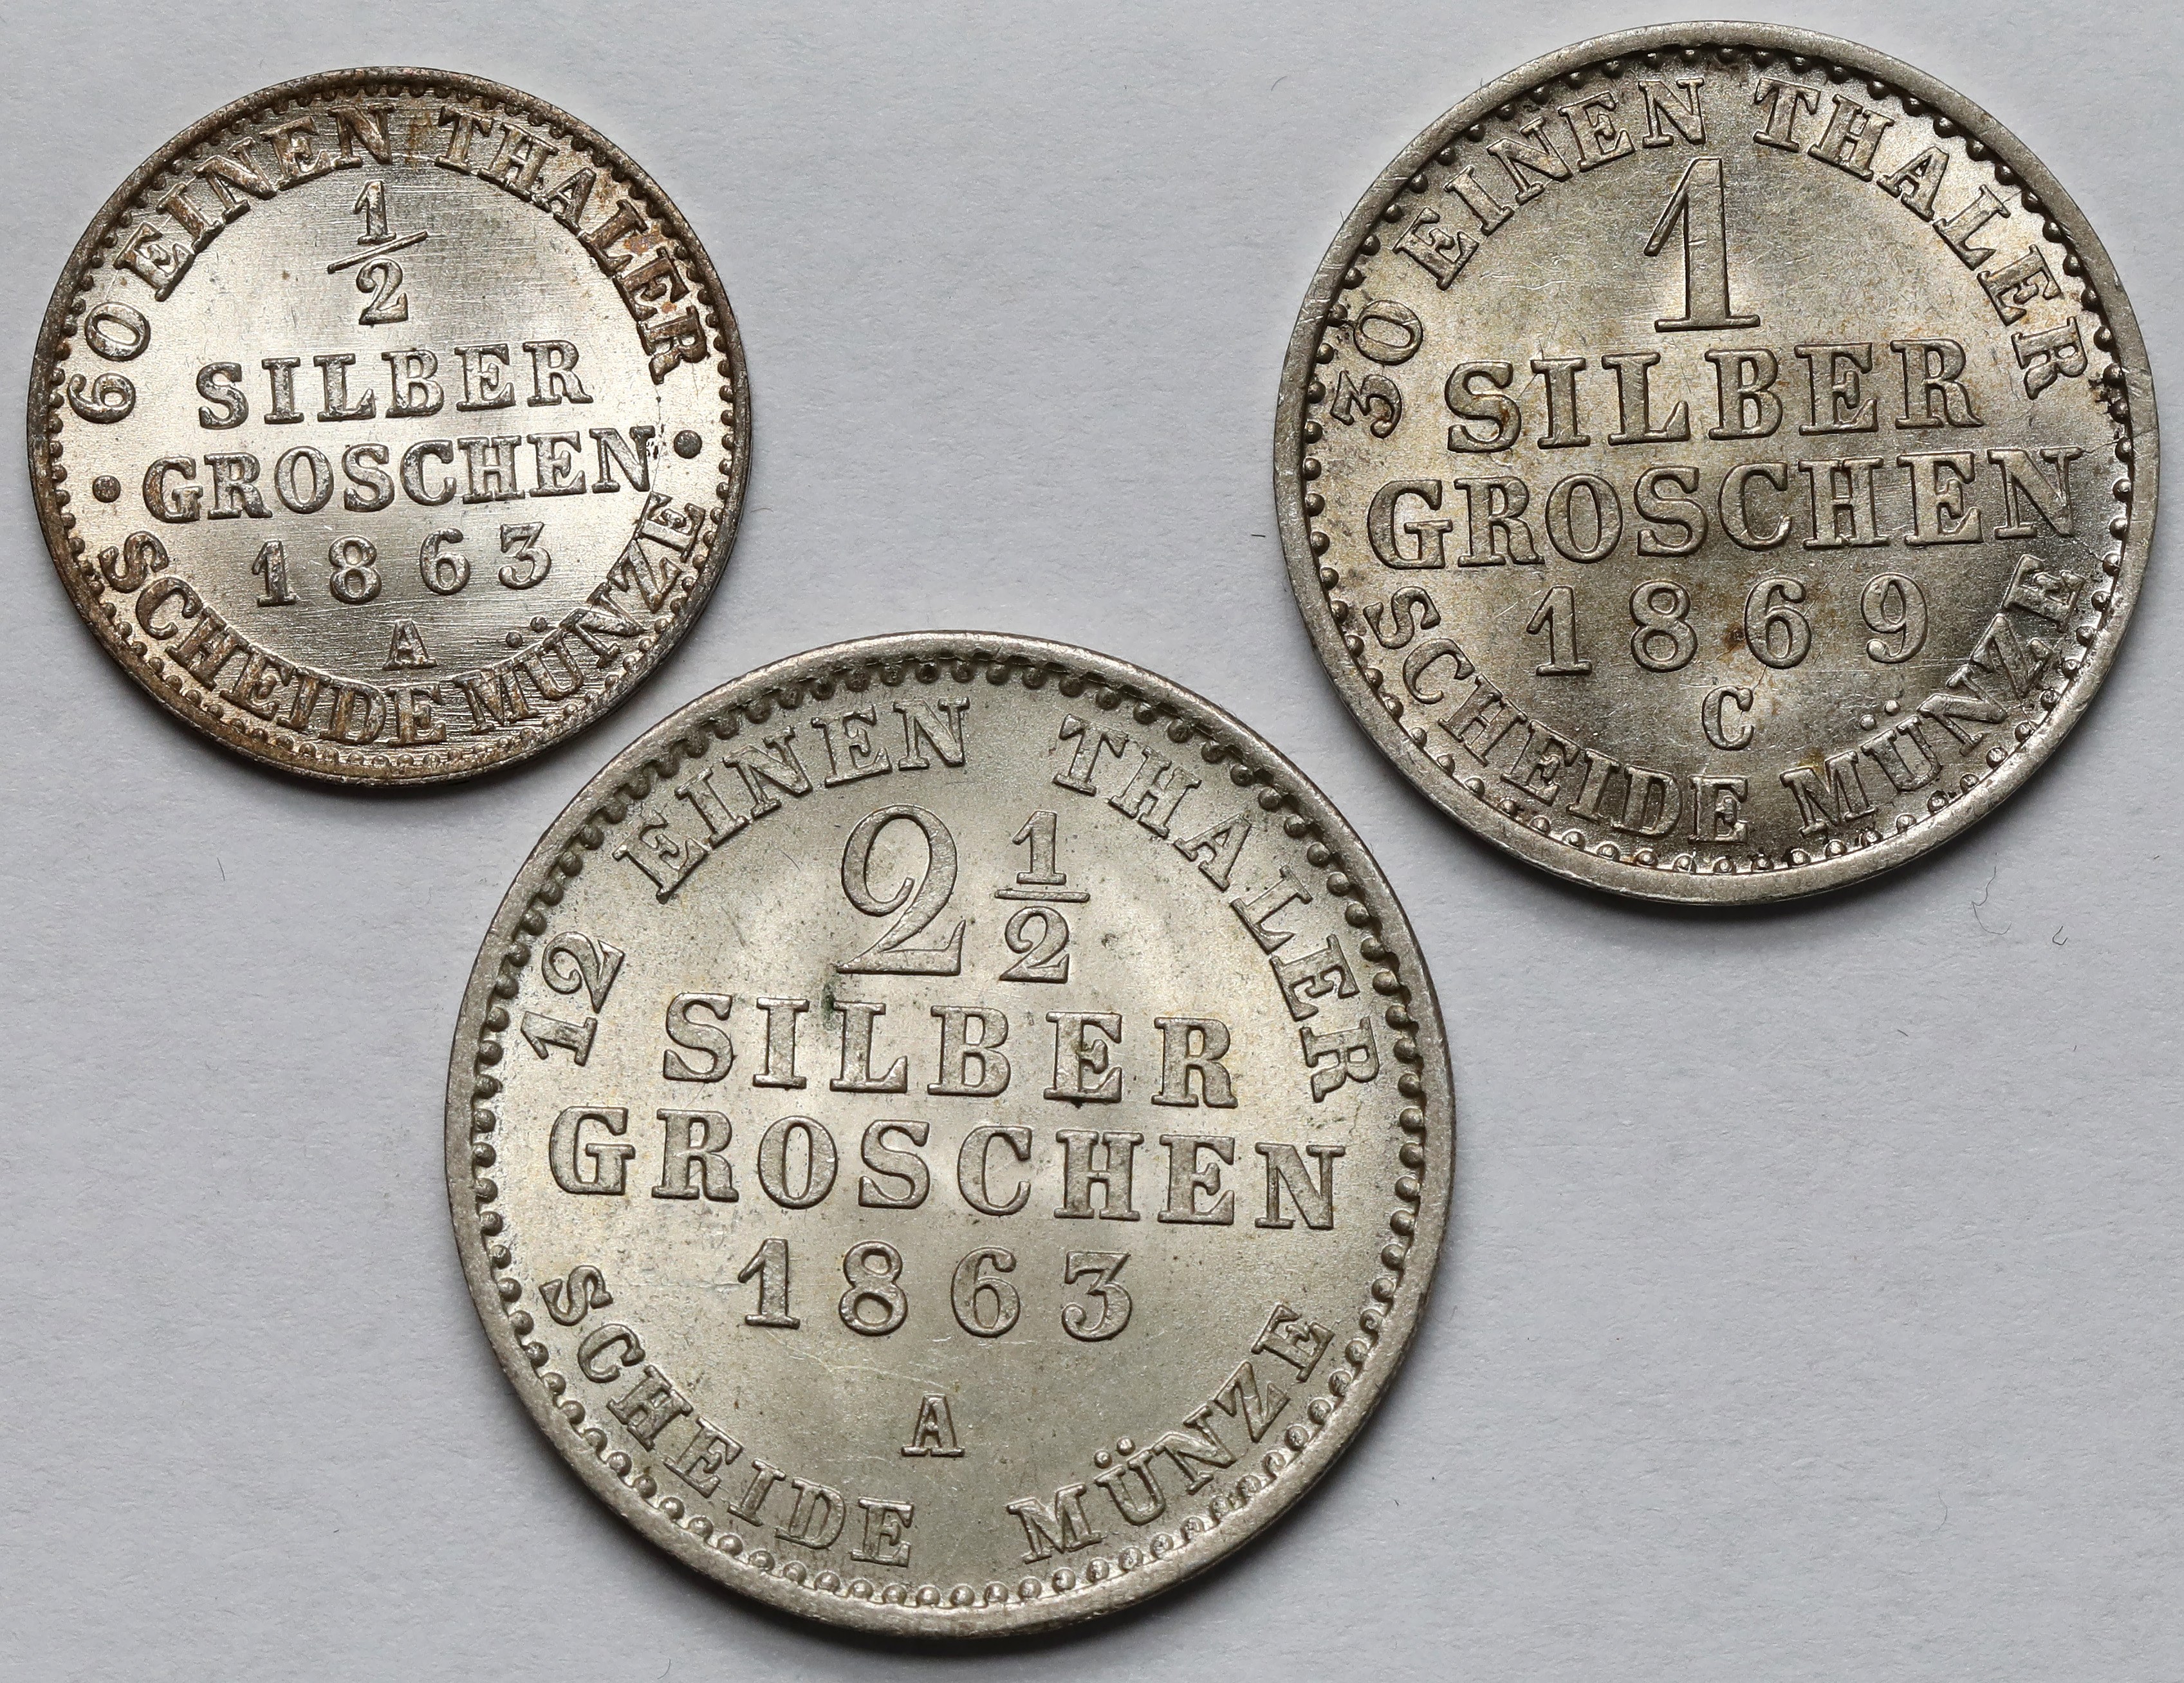 60 EINEN THALER
1/2
SILBER
• GROSCHEN •
1863
A
SCHEIDE MÜNZE
30 EINEN THALER
1
SILBER
GROSCHEN
1869
C
SCHEIDE MÜNZE
12 EINEN THALER
2 1/2
SILBER
GROSCHEN
1863
A
SCHEIDE MÜNZE